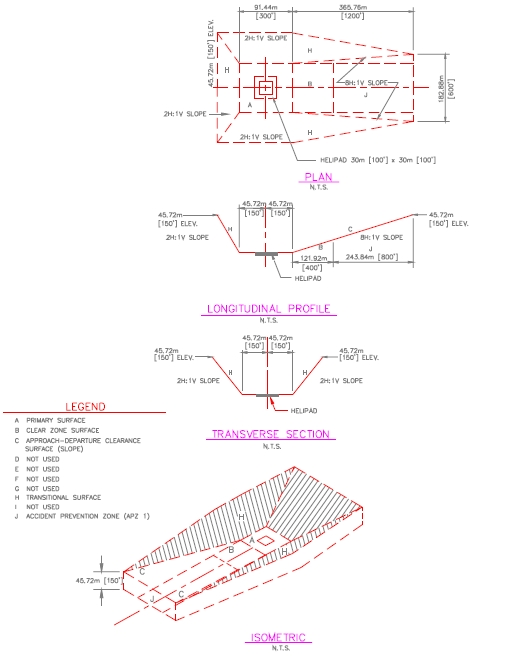 91.44m
[300']
365.76m
[1200']
45.72m
[150'] ELEV.
2H:1V SLOPE
H
H
B
8H:1V SLOPE
J
A
182.88m
[600']
2H:1V SLOPE
2H:1V SLOPE
H
HELIPAD 30m [100'] x 30m [100']
PLAN
N.T.S.
45.72m 45.72m
[150'] [150']
45.72m
[150'] ELEV.
H
2H:1V SLOPE
C
8H:1V SLOPE
45.72m
[150'] ELEV.
B
J
121.92m
[400']
243.84m [800']
HELIPAD
LONGITUDINAL PROFILE
N.T.S.
45.72m 45.72m
[150'] [150']
45.72m
[150'] ELEV.
45.72m
[150'] ELEV.
H
H
2H:1V SLOPE
2H:1V SLOPE
HELIPAD
TRANSVERSE SECTION
N.T.S.
LEGEND
A PRIMARY SURFACE
B CLEAR ZONE SURFACE
C APPROACH-DEPARTURE CLEARANCE
SURFACE (SLOPE)
D NOT USED
E NOT USED
F NOT USED
G NOT USED
H TRANSITIONAL SURFACE
I NOT USED
J ACCIDENT PREVENTION ZONE (APZ 1)
H
A
B
H
C
45.72m [150']
J
C
ISOMETRIC
N.T.S.